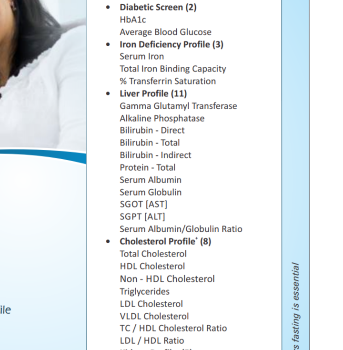 • Diabetic Screen (2)
HbA1c
Average Blood Glucose
• Iron Deficiency Profile (3)
Serum Iron
Total Iron Binding Capacity
% Transferrin Saturation
• Liver Profile (11)
Gamma Glutamyl Transferase
Alkaline Phosphatase
Bilirubin - Direct
Bilirubin - Total
Bilirubin - Indirect
Protein - Total
Serum Albumin
Serum Globulin
SGOT [AST]
SGPT [ALT]
Serum Albumin/Globulin Ratio
• Cholesterol Profile* (8)
Total Cholesterol
HDL Cholesterol
Non - HDL Cholesterol
Triglycerides
LDL Cholesterol
VLDL Cholesterol
TC / HDL Cholesterol Ratio
LDL / HDL Ratio
fasting is essential